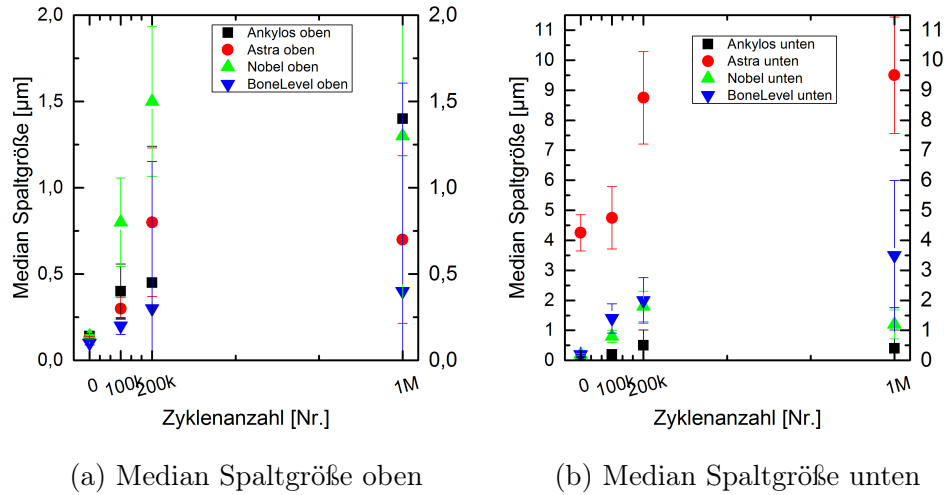 2,0
1,5
1,0
0,5
0,0
Median Spaltgröße [µm]
Ankylos oben
Astra oben
Nobel oben
BoneLevel oben
2,0
1,5
1,0
0,5
0,0
0
100k
200k
1M
Zyklenanzahl [Nr.]
(a) Median Spaltgröße oben
11
10
9
8
7
6
5
4
3
2
1
0
Median Spaltgröße [µm]
Ankylos unten
Astra unten
Nobel unten
BoneLevel unten
11
10
9
8
7
6
5
4
3
2
1
0
0
100k
200k
1M
Zyklenanzahl [Nr.]
(b) Median Spaltgröße unten